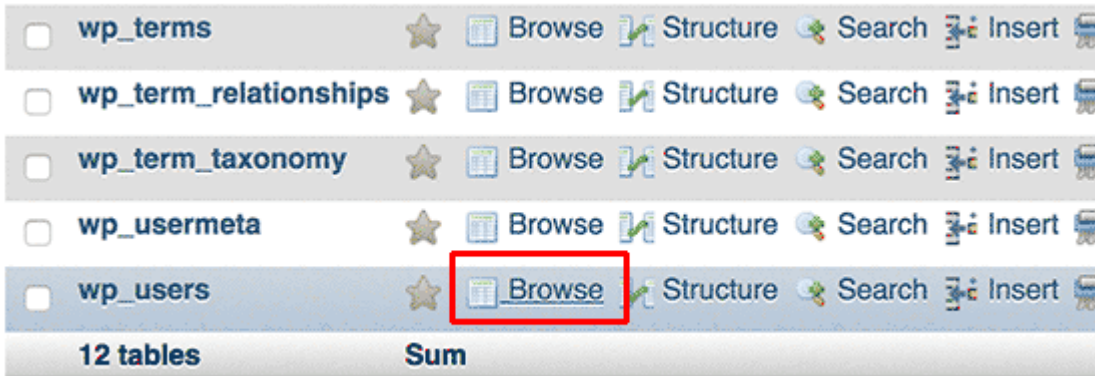 wp_terms Browse Structure Search Insert
wp_term_relationships Browse Structure Search Insert
wp_term_taxonomy Browse Structure Search Insert
wp_usermeta Browse Structure Search Insert
wp_users Browse Structure Search Insert
12 tables Sum